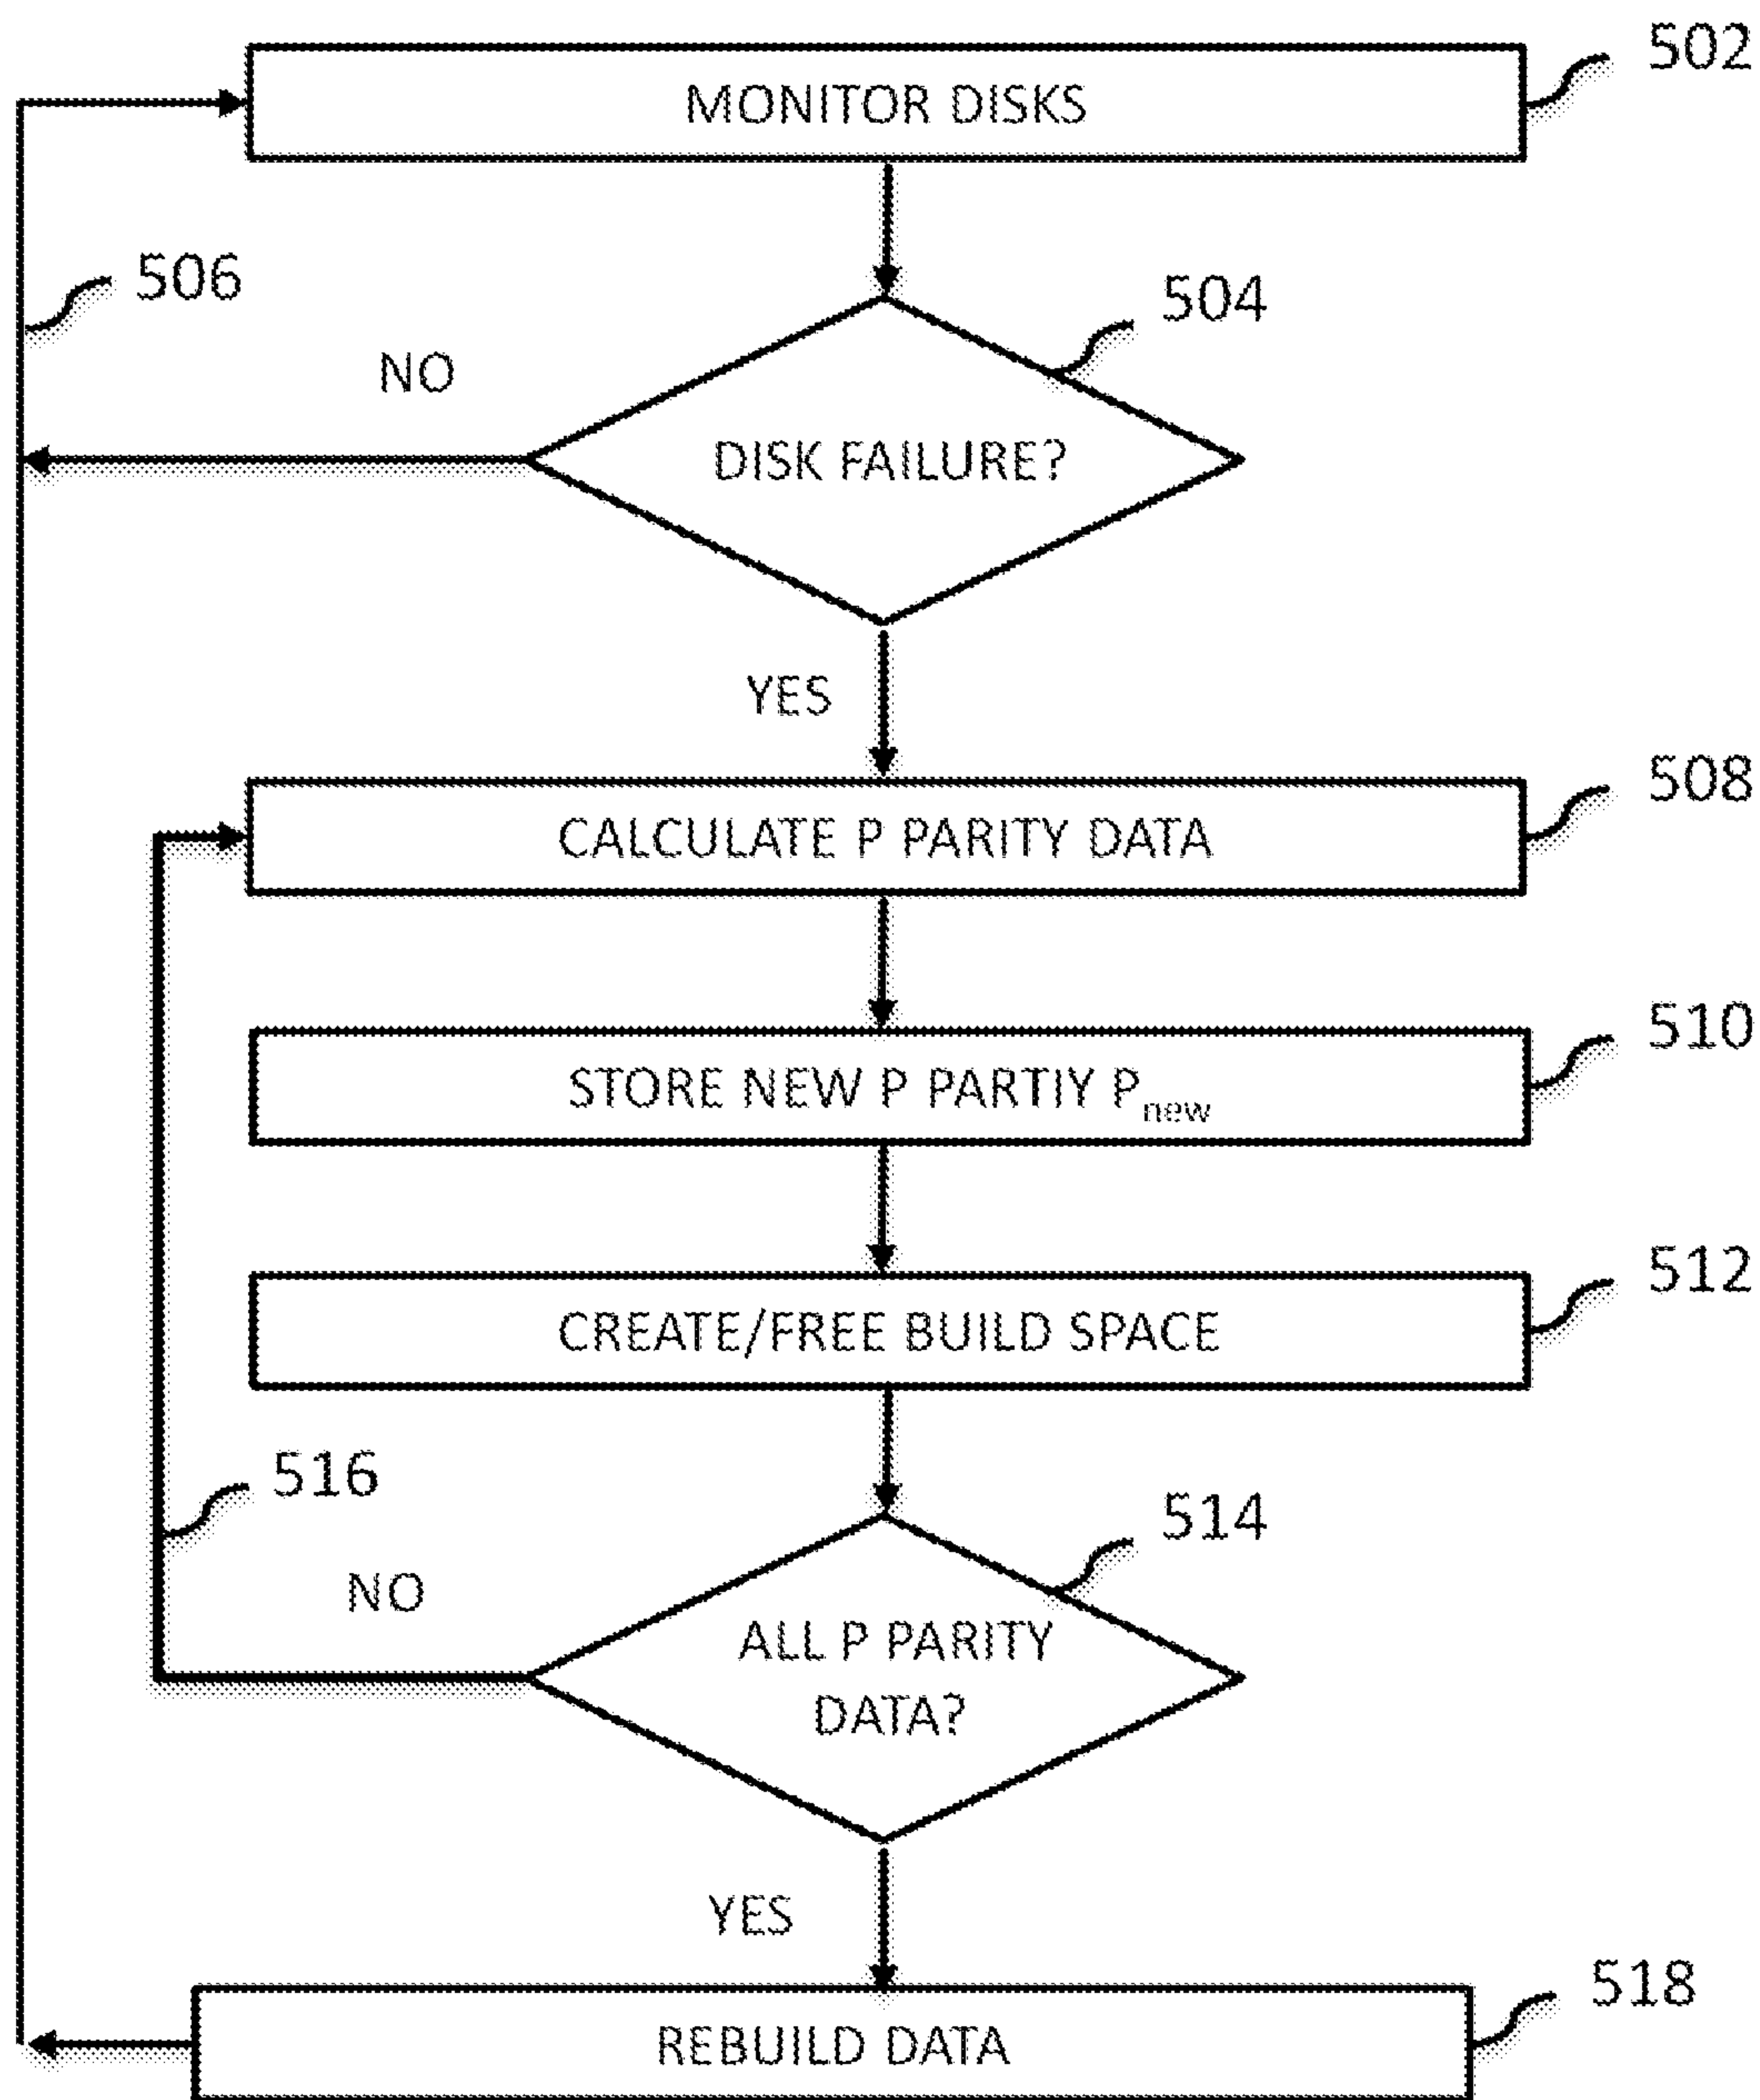 502
MONITOR DISKS
506
504
NO
DISK FAILURE?
YES
508
CALCULATE P PARITY DATA
510
STORE NEW P PARTIY Pnew
512
CREATE/FREE BUILD SPACE
516
514
NO
ALL P PARITY
DATA?
YES
518
REBUILD DATA